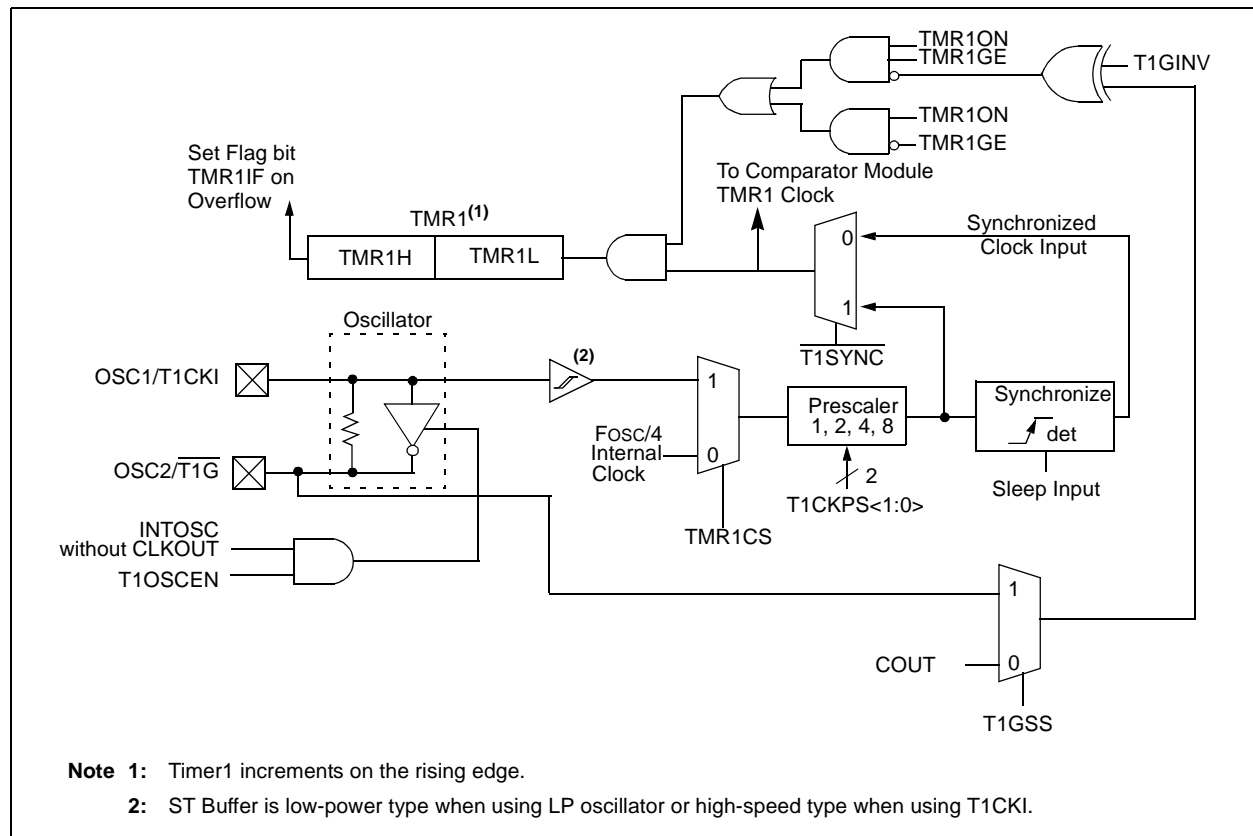 TMR1ON
TMR1GE
T1GINV
TMR1ON
TMR1GE
Set Flag bit
TMR1IF on
Overflow
To Comparator Module
TMR1 Clock
TMR1(1)
TMR1H
TMR1L
0
1
Synchronized
Clock Input
T1SYNC
Oscillator
(2)
OSC1/T1CKI
OSC2/T1G
1
0
FOSC/4
Internal
Clock
TMR1CS
Prescaler
1, 2, 4, 8
2
T1CKPS<1:0>
Synchronize
det
Sleep Input
INTOSC
without CLKOUT
T1OSCEN
1
0
COUT
T1GSS
Note 1: Timer1 increments on the rising edge.
2: ST Buffer is low-power type when using LP oscillator or high-speed type when using T1CKI.